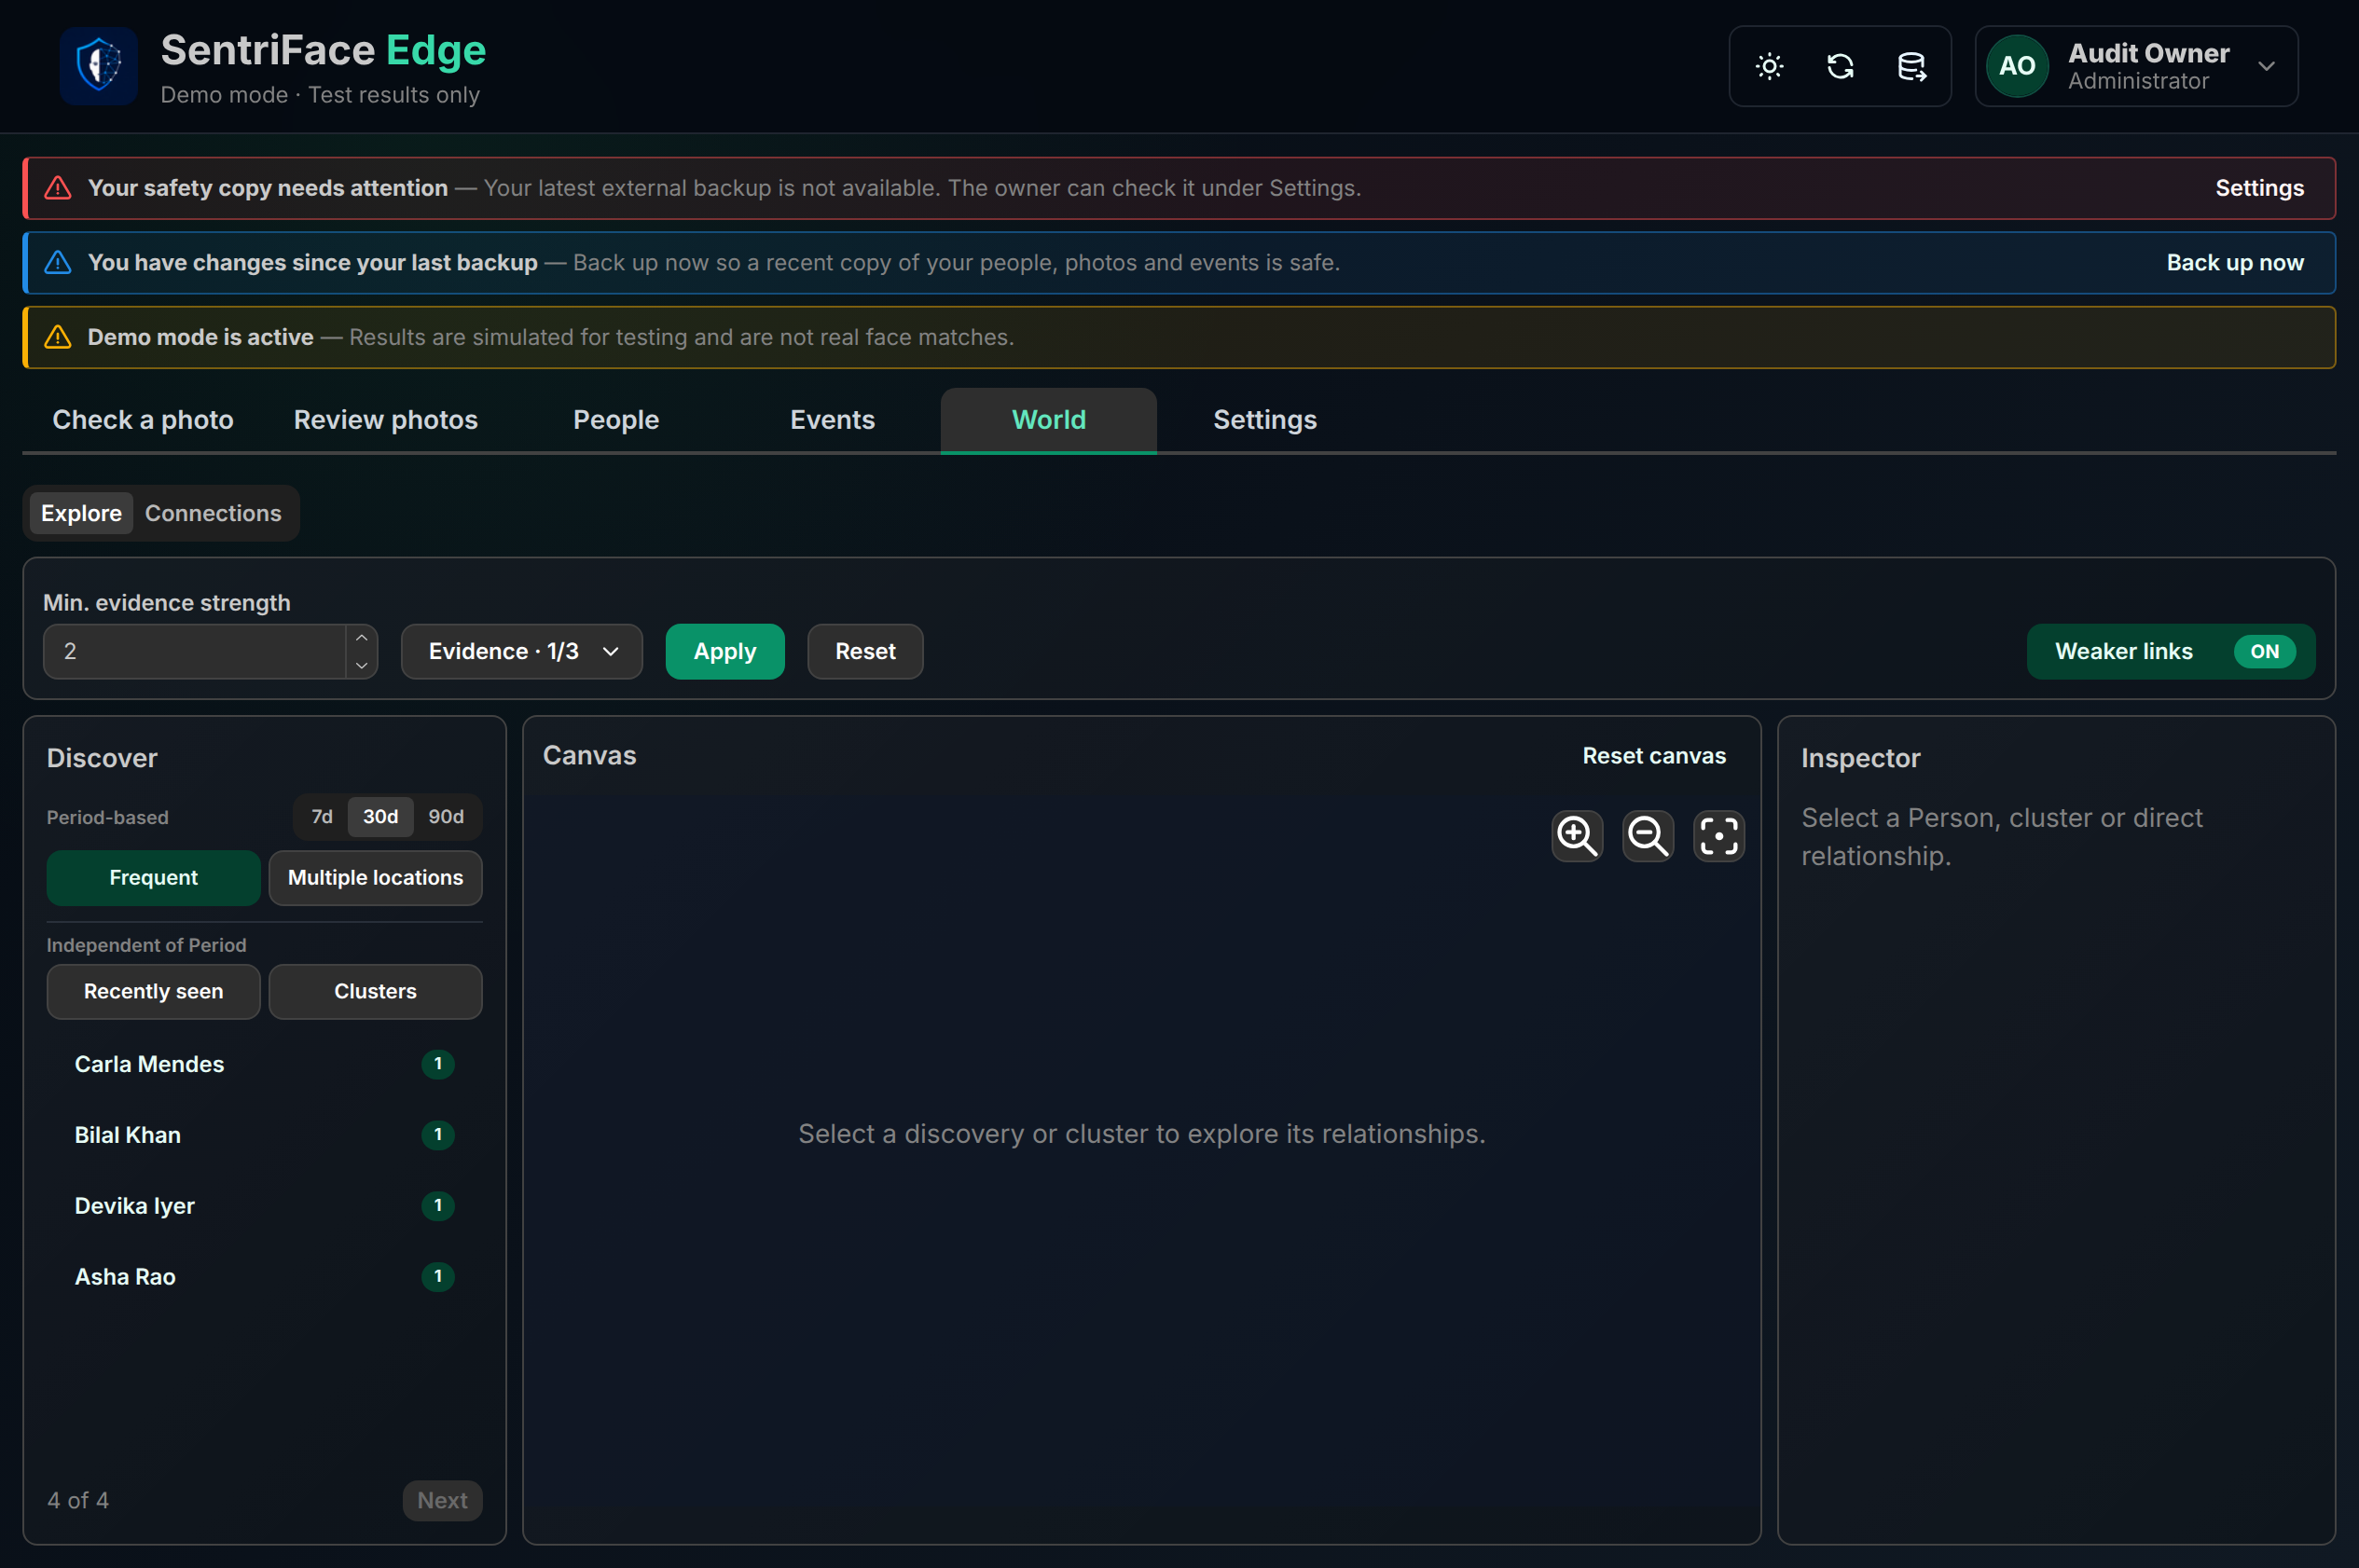 SentriFace Edge
Demo mode · Test results only
AO
Audit Owner
Administrator
Your safety copy needs attention — Your latest external backup is not available. The owner can check it under Settings.
Settings
You have changes since your last backup — Back up now so a recent copy of your people, photos and events is safe.
Back up now
Demo mode is active — Results are simulated for testing and are not real face matches.
Check a photo
Review photos
People
Events
World
Settings
Explore
Connections
Min. evidence strength
2
Evidence · 1/3
Apply
Reset
Weaker links
ON
Discover
Period-based
7d
30d
90d
Frequent
Multiple locations
Independent of Period
Recently seen
Clusters
Carla Mendes
1
Bilal Khan
1
Devika Iyer
1
Asha Rao
1
4 of 4
Next
Canvas
Reset canvas
Select a discovery or cluster to explore its relationships.
Inspector
Select a Person, cluster or direct
relationship.